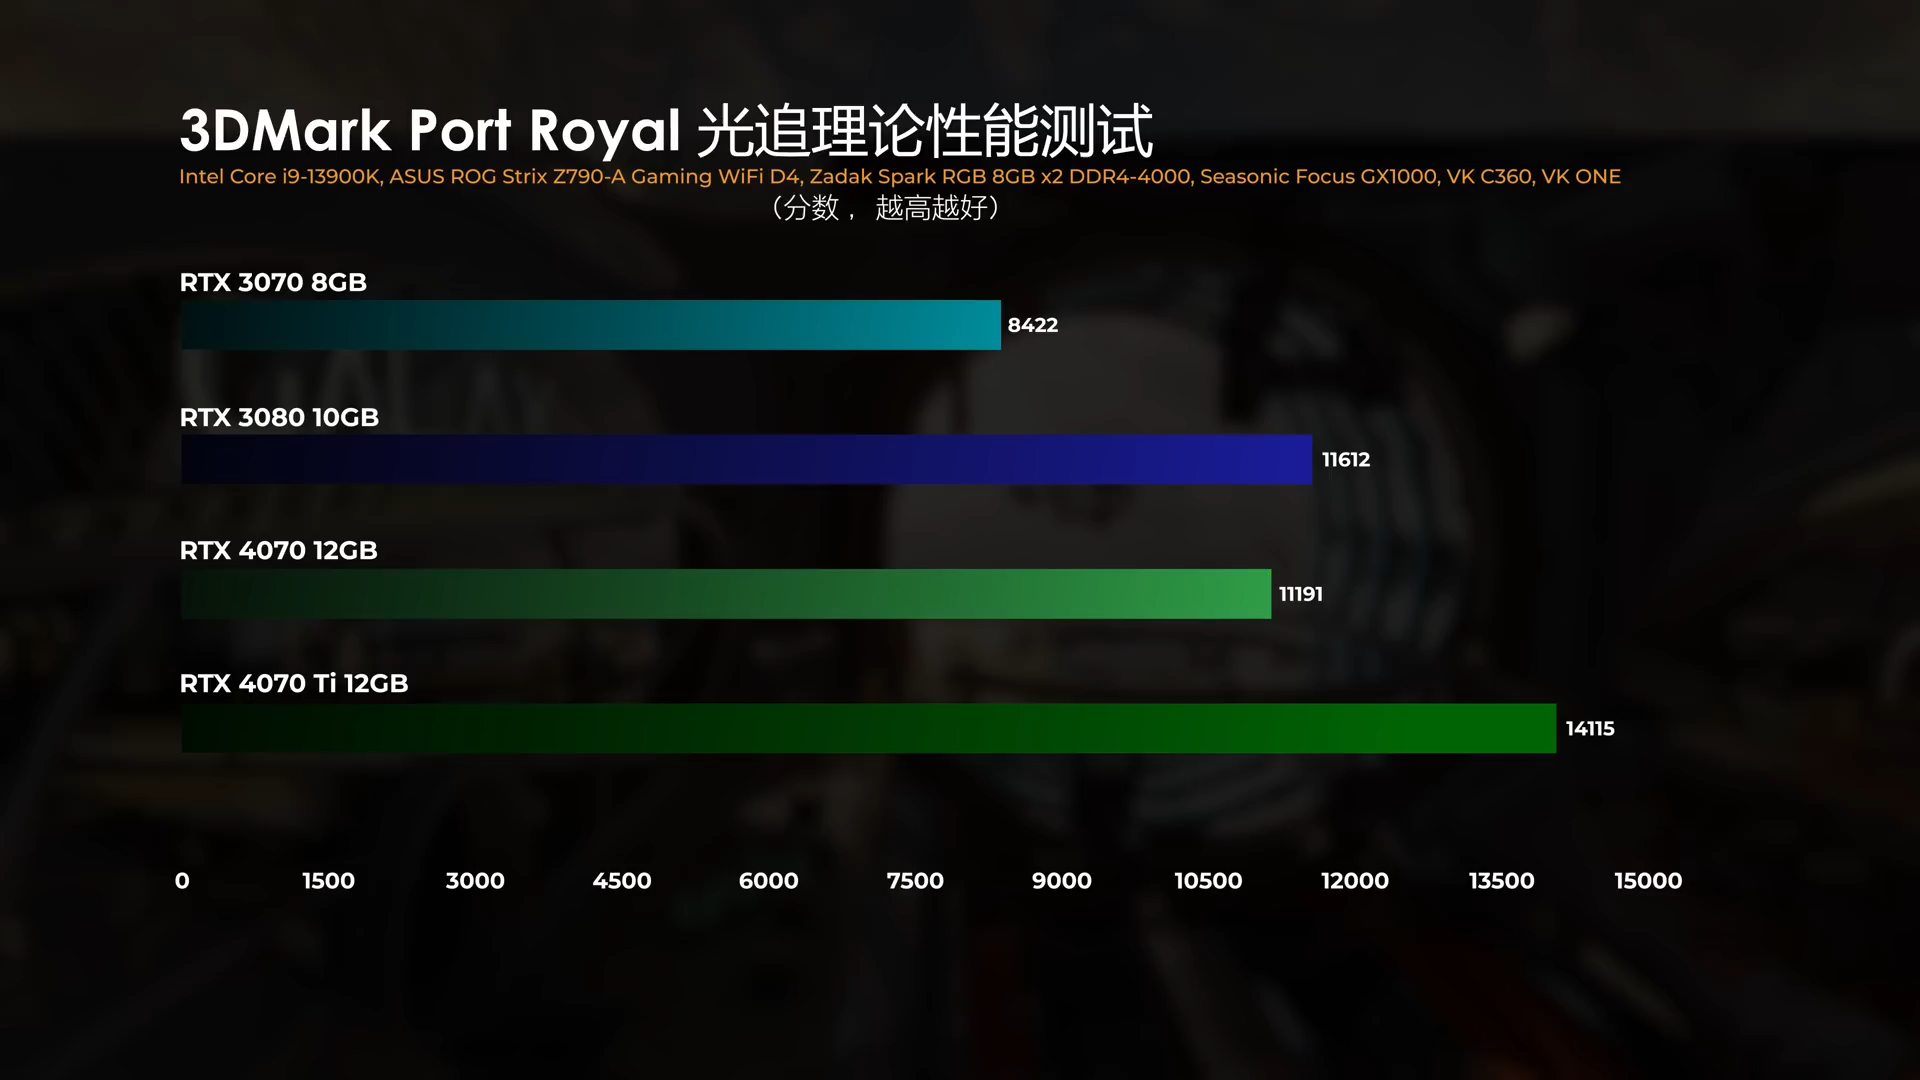 3DMark Port Royal 光追理论性能测试
Intel Core i9-13900K, ASUS ROG Strix Z790-A Gaming WiFi D4, Zadak Spark RGB 8GB x2 DDR4-4000, Seasonic Focus GX1000, VK C360, VK ONE
（分数，越高越好）
RTX 3070 8GB
8422
RTX 3080 10GB
11612
RTX 4070 12GB
11191
RTX 4070 Ti 12GB
14115
0 1500 3000 4500 6000 7500 9000 10500 12000 13500 15000